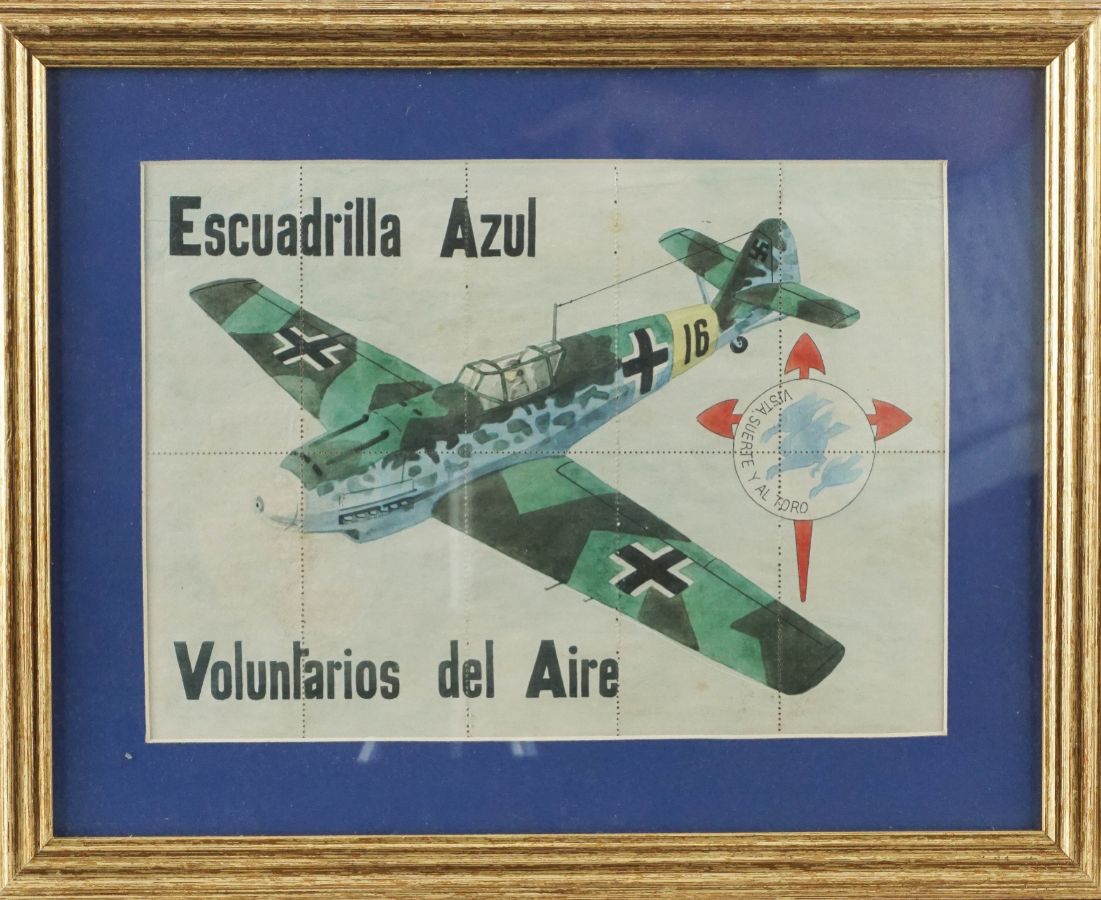 Escuadrilla Azul
16
VISTA, SUERTE Y AL TORO
Voluntarios del Aire